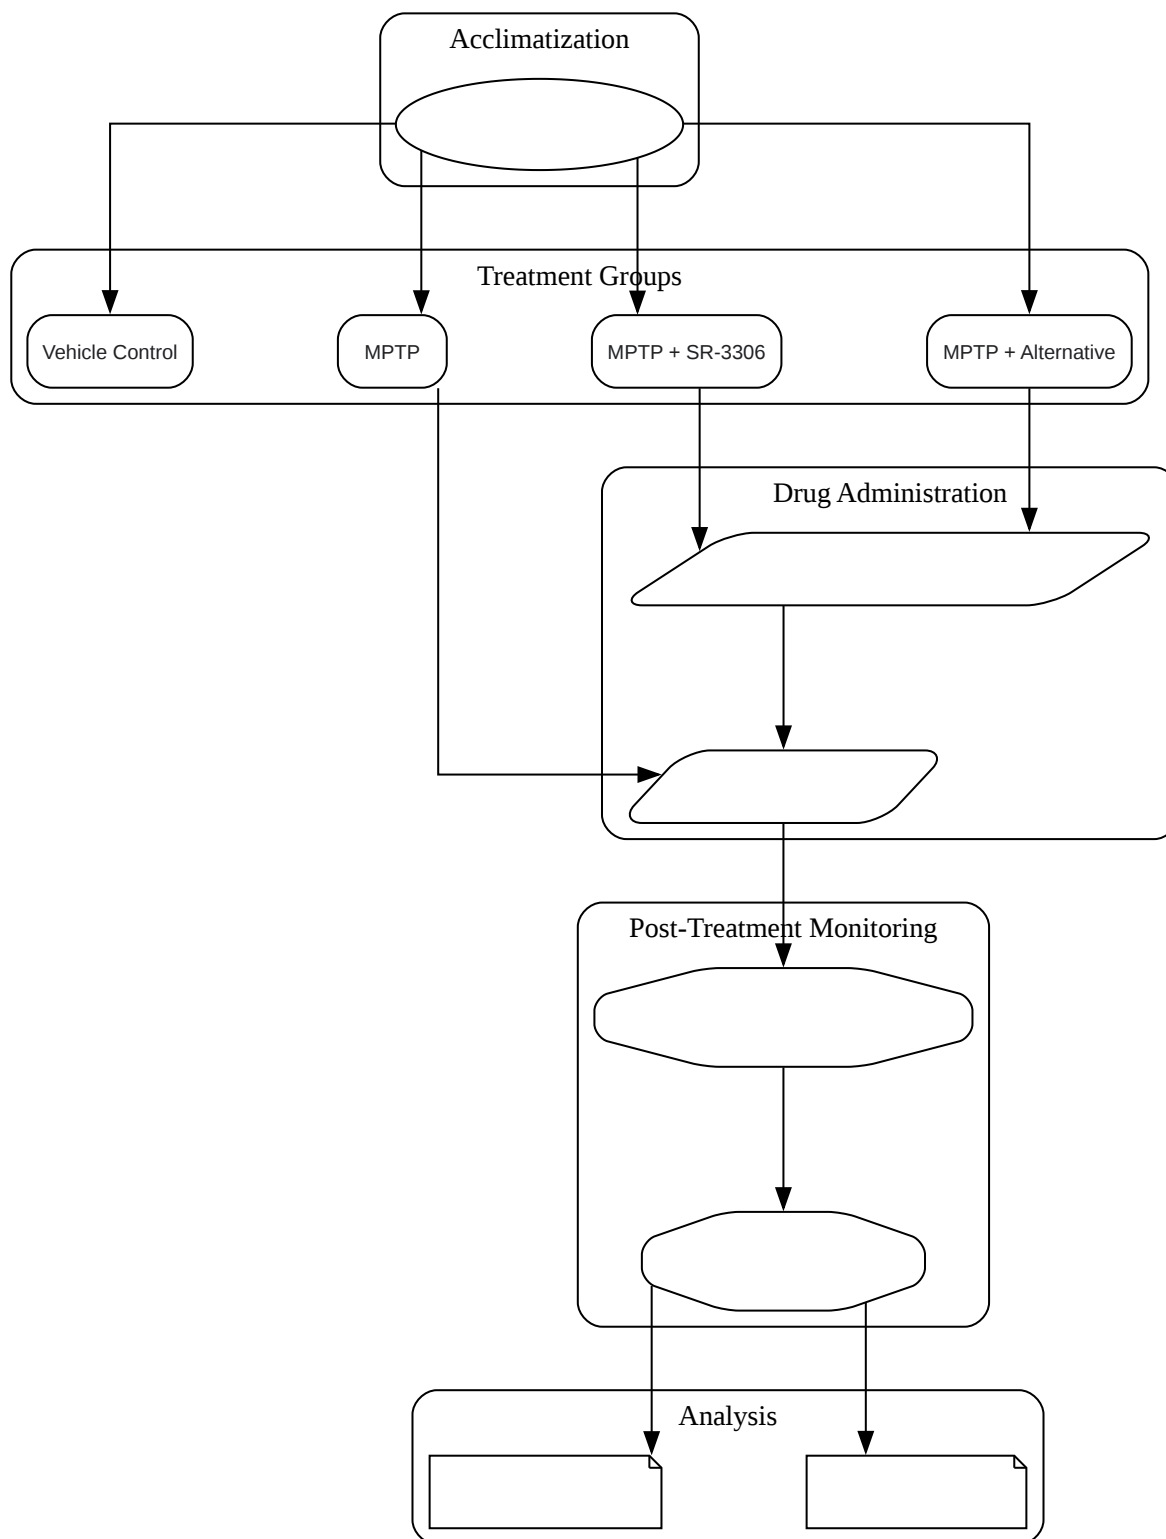 Acclimatization
Treatment Groups
Vehicle Control
MPTP
MPTP + SR-3306
MPTP + Alternative
Drug Administration
Post-Treatment Monitoring
Analysis